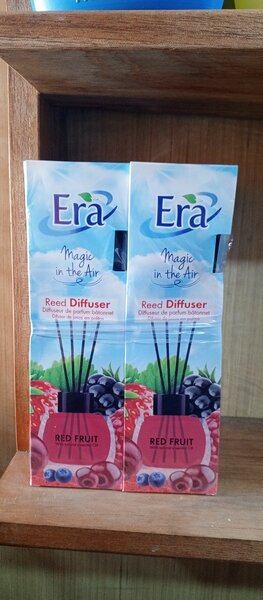 Era
Magic
in the Air
Reed Diffuser
Diffuseur de parfum bâtonnet
RED FRUIT
Era
Magic
in the Air
Reed Diffuser
Diffuseur de parfum bâtonnet
RED FRUIT